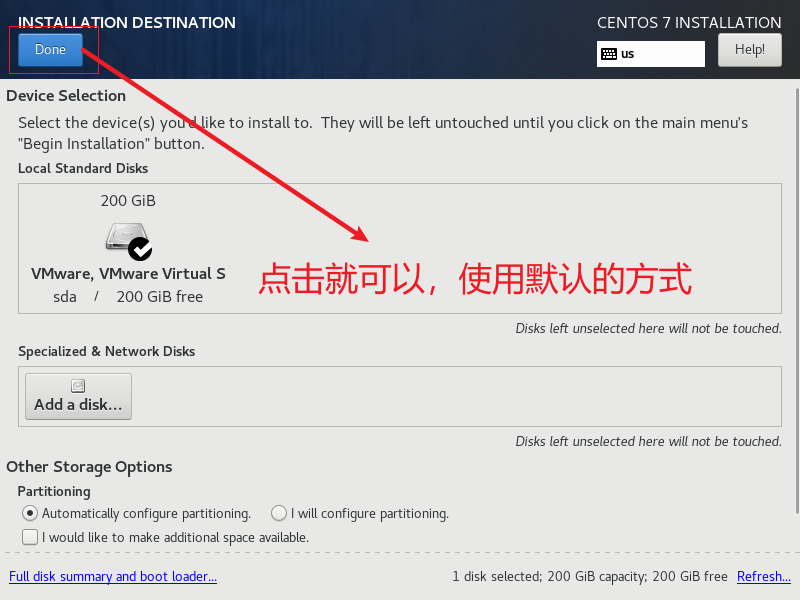 INSTALLATION DESTINATION
CENTOS 7 INSTALLATION
Done
us
Help!
Device Selection
Select the device(s) you'd like to install to.  They will be left untouched until you click on the main menu's
"Begin Installation" button.
Local Standard Disks
200 GiB
VMware, VMware Virtual S
sda / 200 GiB free
点击就可以，使用默认的方式
Disks left unselected here will not be touched.
Specialized & Network Disks
Add a disk...
Disks left unselected here will not be touched.
Other Storage Options
Partitioning
Automatically configure partitioning. I will configure partitioning.
I would like to make additional space available.
Full disk summary and boot loader... 1 disk selected; 200 GiB capacity; 200 GiB free Refresh...